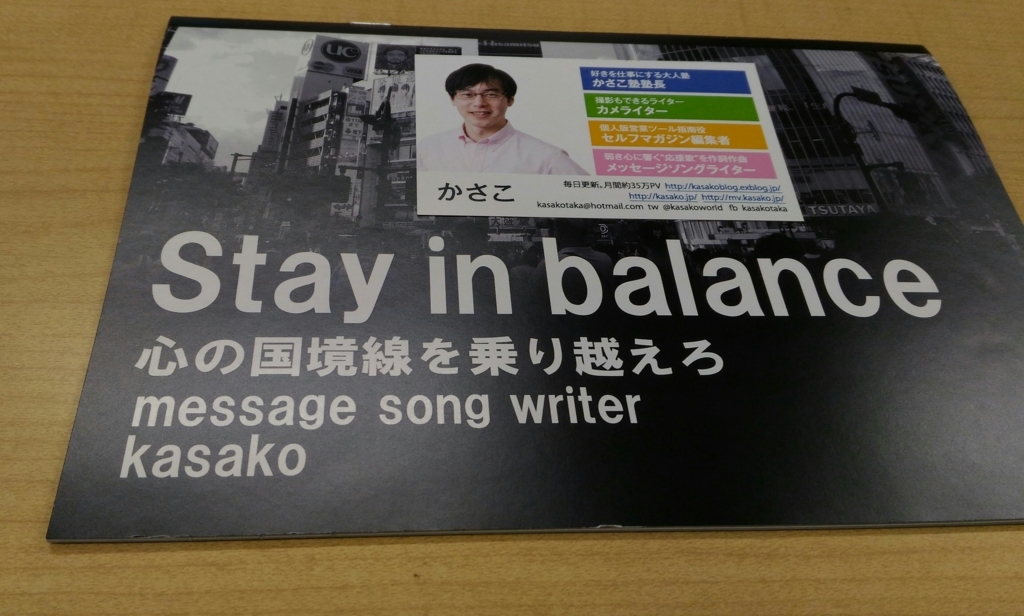 UC
好きを仕事にする大人塾
かさこ塾塾長
撮影もできるライター
カメライター
個人版営業ツール指南役
セルフマガジン編集者
弱き心に響く"応援歌"を作詞作曲
メッセージソングライター
かさこ
毎日更新。月間約35万PV http://kasakoblog.exblog.jp/
http://kasako.jp/ http://mv.kasako.jp/
kasakotaka@hotmail.com tw @kasakoworld fb kasakotaka
TSUTAYA
Stay in balance
心の国境線を乗り越えろ
message song writer
kasako